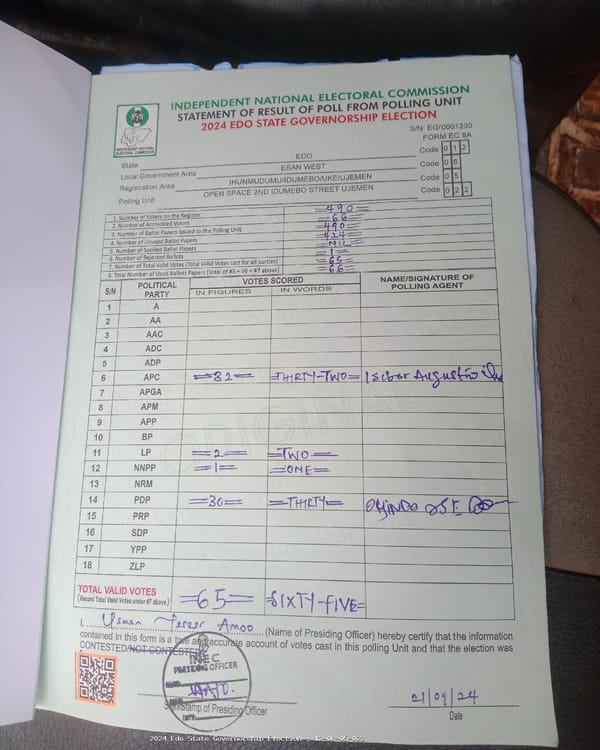 INDEPENDENT NATIONAL ELECTORAL COMMISSION
STATEMENT OF RESULT OF POLL FROM POLLING UNIT
2024 EDO STATE GOVERNORSHIP ELECTION
S/N EG/0001230
FORM EC 8A
INDEPENDENT NATIONAL ELECTORAL COMMISSION
State EDO Code 0 1 2
Local Government Area ESAN WEST Code 0 6
Registration Area IHUNMUDUMU/IDUMEBO/UKE/UJEMEN Code 0 5
Polling Unit OPEN SPACE 2ND IDUMEBO STREET UJEMEN Code 0 2 2
1. Number of Voters on the Register =490=
2. Number of Accredited Voters =66=
3. Number of Ballot Papers Issued to the Polling Unit =490=
4. Number of Unused Ballot Papers =424=
5. Number of Spoiled Ballot Papers =NIL=
6. Number of Rejected Ballots =1=
7. Number of Total Valid Votes (Total Valid Votes cast for all parties) =65=
8. Total Number of Used Ballots Papers (Total of #5 + #6 + #7 above) =66=
S/N POLITICAL PARTY VOTES SCORED NAME/SIGNATURE OF POLLING AGENT
IN FIGURES IN WORDS
1 A
2 AA
3 AAC
4 ADC
5 ADP
6 APC =32= =THIRTY-TWO= Augustine
7 APGA
8 APM
9 APP
10 BP
11 LP =2= =TWO=
12 NNPP =1= =ONE=
13 NRM
14 PDP =30= =THIRTY=
15 PRP
16 SDP
17 YPP
18 ZLP
TOTAL VALID VOTES
(Record Total Valid Votes under #7 above) =65= =SIXTY-FIVE=
I, Usman Amoo (Name of Presiding Officer) hereby certify that the information
contained in this form is a true and accurate account of votes cast in this polling Unit and that the election was
CONTESTED/NOT CONTESTED
INEC
PRESIDING OFFICER
Sign/Stamp of Presiding Officer
DATE
21/09/24
Date
ORIGINAL
2024 Edo State Governorship Election - 12-06-05-022